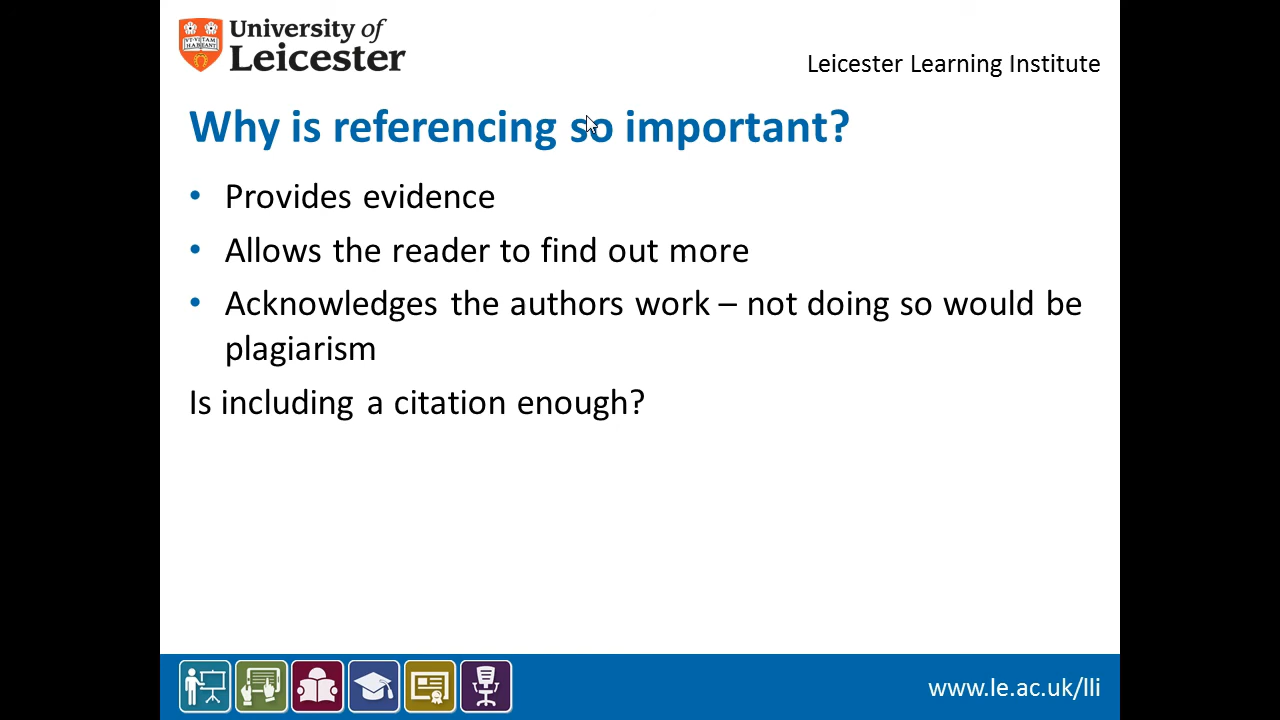 University of
Leicester
Leicester Learning Institute
Why is referencing so important?
• Provides evidence
• Allows the reader to find out more
• Acknowledges the authors work – not doing so would be
plagiarism
Is including a citation enough?
www.le.ac.uk/lli